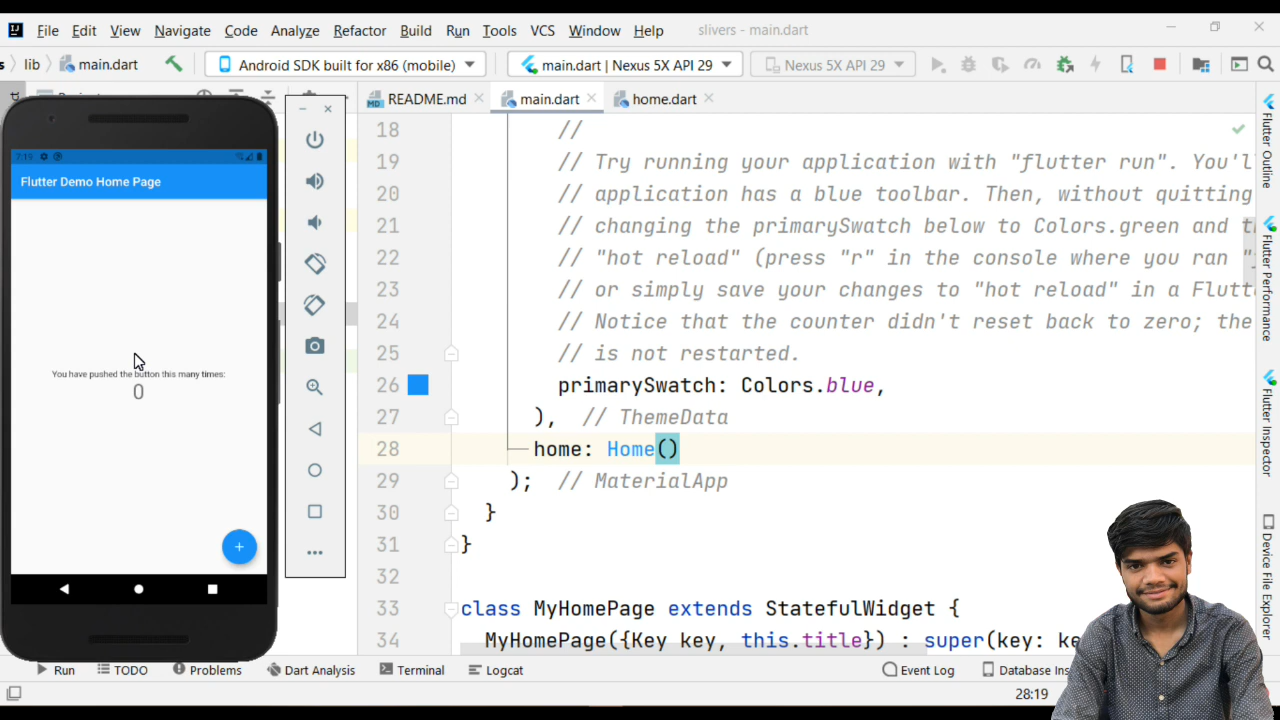 File Edit View Navigate Code Analyze Refactor Build Run Tools VCS Window Help slivers - main.dart
s lib main.dart Android SDK built for x86 (mobile) main.dart | Nexus 5X API 29 Nexus 5X API 29
README.md main.dart home.dart
18 //
19 // Try running your application with "flutter run". You'l
20 // application has a blue toolbar. Then, without quitting
21 // changing the primarySwatch below to Colors.green and t
22 // "hot reload" (press "r" in the console where you ran "
23 // or simply save your changes to "hot reload" in a Flutt
24 // Notice that the counter didn't reset back to zero; the
25 // is not restarted.
26 primarySwatch: Colors.blue,
27 ), // ThemeData
28 home: Home()
29 ); // MaterialApp
30 }
31 }
32
33 class MyHomePage extends StatefulWidget {
34 MyHomePage({Key key, this.title}) : super(key: ke
7:19
Flutter Demo Home Page
You have pushed the button this many times:
0
+
Flutter Outline
Flutter Performance
Flutter Inspector
Device File Explorer
Run TODO Problems Dart Analysis Terminal Logcat Event Log Database Ins
28:19